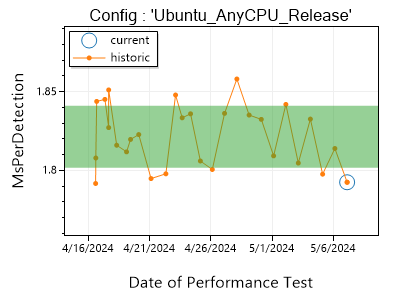 Config : 'Ubuntu_AnyCPU_Release'
current
historic
MsPerDetection
1.85
1.8
4/16/2024 4/21/2024 4/26/2024 5/1/2024 5/6/2024
Date of Performance Test